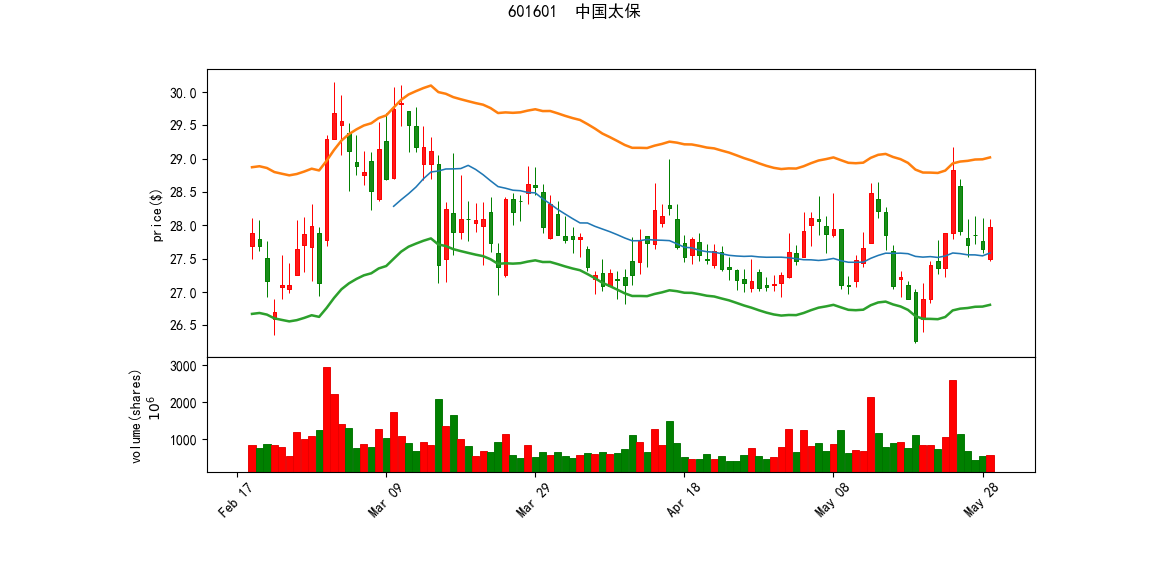 601601 中国太保
price($)
30.0
29.5
29.0
28.5
28.0
27.5
27.0
26.5
volume(shares)
10^6
3000
2000
1000
Feb 17
Mar 09
Mar 29
Apr 18
May 08
May 28